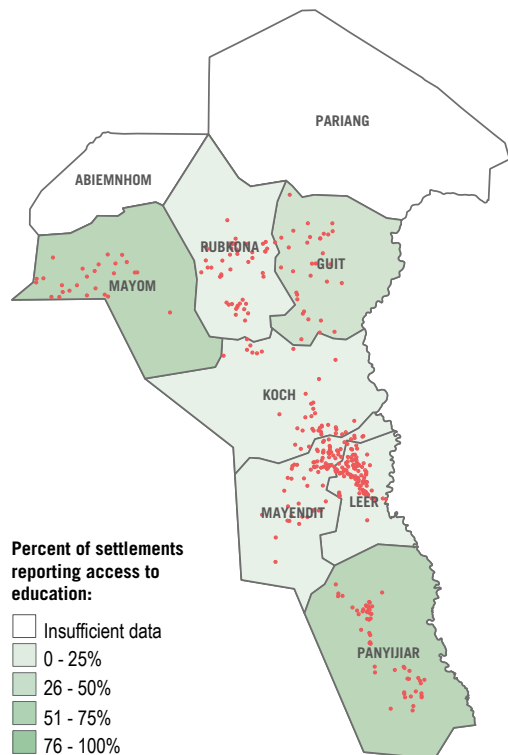 PARIANG
ABIEMNHOM
RUBKONA
GUIT
MAYOM
KOCH
LEER
MAYENDIT
PANYIJIAR
Percent of settlements
reporting access to
education:
Insufficient data
0 - 25%
26 - 50%
51 - 75%
76 - 100%